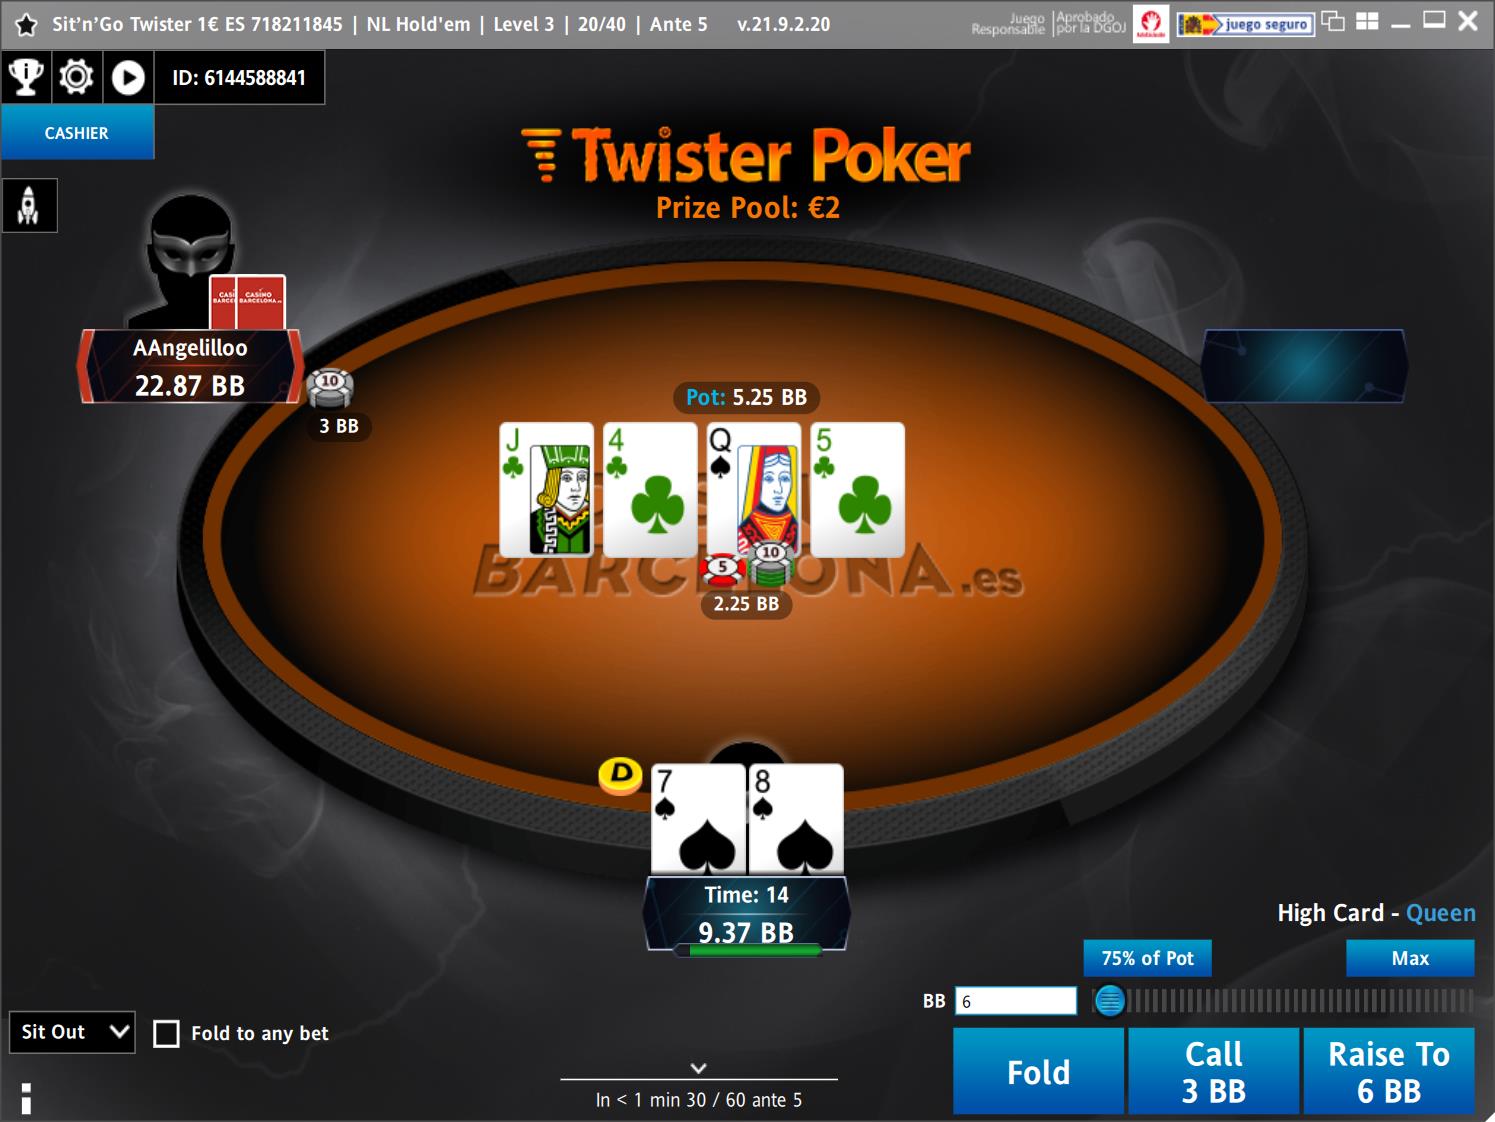 Sit'n'Go Twister 1€ ES 718211845 | NL Hold'em | Level 3 | 20/40 | Ante 5 v.21.9.2.20
Juego Responsable
Aprobado por la DGOJ
juego seguro
ID: 6144588841
CASHIER
Twister Poker
Prize Pool: €2
CASINO
BARCELONA.es
AAngelilloo
22.87 BB
10
3 BB
Pot: 5.25 BB
J
4
Q
5
BARCELONA.es
5
10
2.25 BB
D
7
8
Time: 14
9.37 BB
High Card - Queen
75% of Pot
Max
BB
6
Sit Out
Fold to any bet
Fold
Call
3 BB
Raise To
6 BB
In < 1 min 30 / 60 ante 5